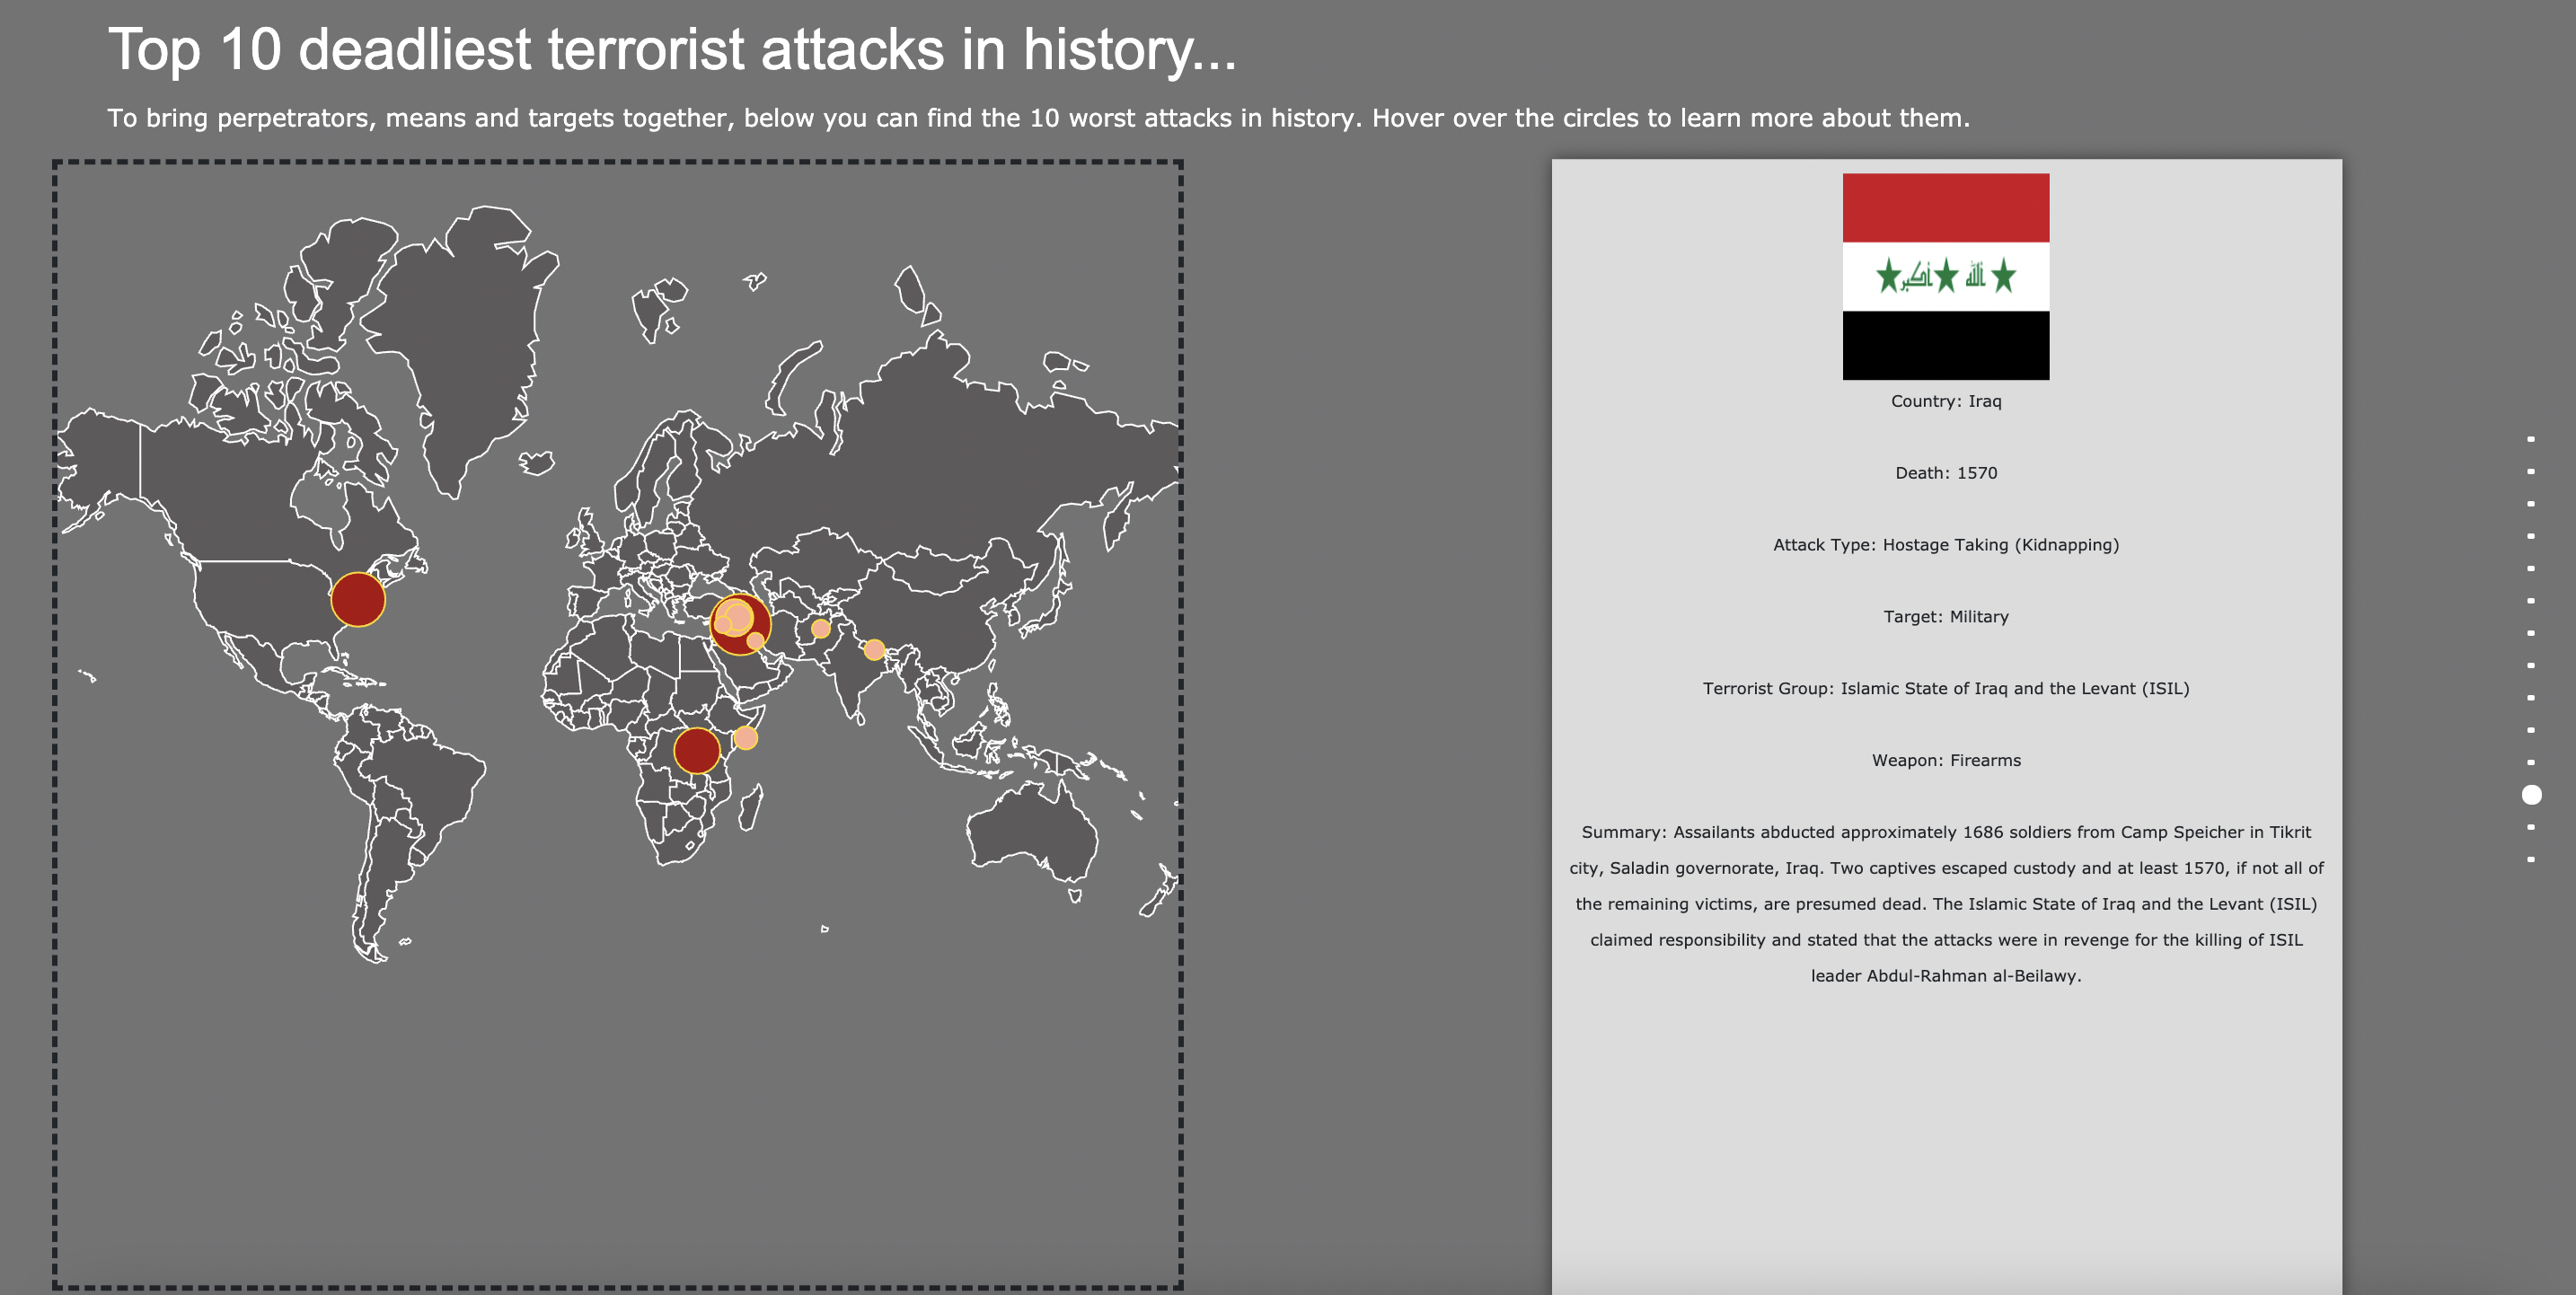 Top 10 deadliest terrorist attacks in history...
To bring perpetrators, means and targets together, below you can find the 10 worst attacks in history. Hover over the circles to learn more about them.
الله أكبر
Country: Iraq
Death: 1570
Attack Type: Hostage Taking (Kidnapping)
Target: Military
Terrorist Group: Islamic State of Iraq and the Levant (ISIL)
Weapon: Firearms
Summary: Assailants abducted approximately 1686 soldiers from Camp Speicher in Tikrit
city, Saladin governorate, Iraq. Two captives escaped custody and at least 1570, if not all of
the remaining victims, are presumed dead. The Islamic State of Iraq and the Levant (ISIL)
claimed responsibility and stated that the attacks were in revenge for the killing of ISIL
leader Abdul-Rahman al-Beilawy.